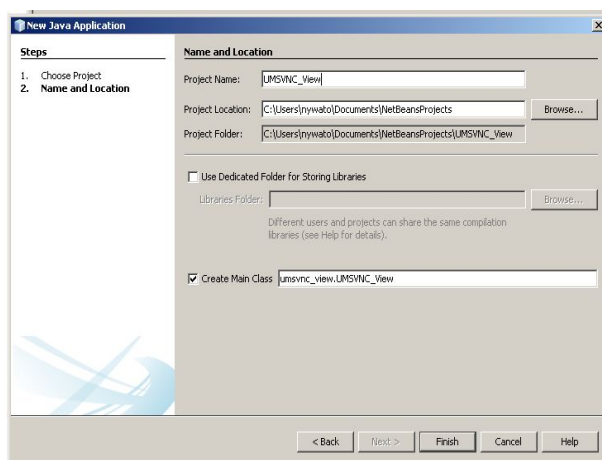 New Java Application
Steps
1. Choose Project
2. Name and Location
Name and Location
Project Name: UMSVNC_View
Project Location: C:\Users\nywato\Documents\NetBeansProjects Browse...
Project Folder: C:\Users\nywato\Documents\NetBeansProjects\UMSVNC_View
Use Dedicated Folder for Storing Libraries
Libraries Folder: Browse...
Different users and projects can share the same compilation
libraries (see Help for details).
Create Main Class umsvnc_view.UMSVNC_View
< Back Next > Finish Cancel Help